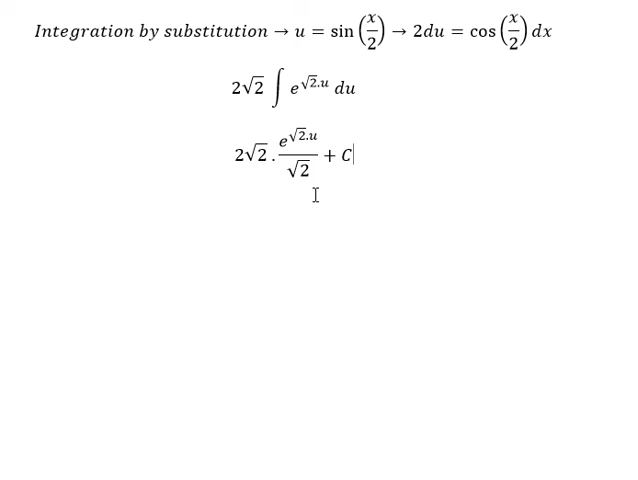 Integration by substitution → u = sin(x/2) → 2du = cos(x/2) dx
2√2 ∫ e^(√2.u) du
2√2 . e^(√2.u)/√2 + C